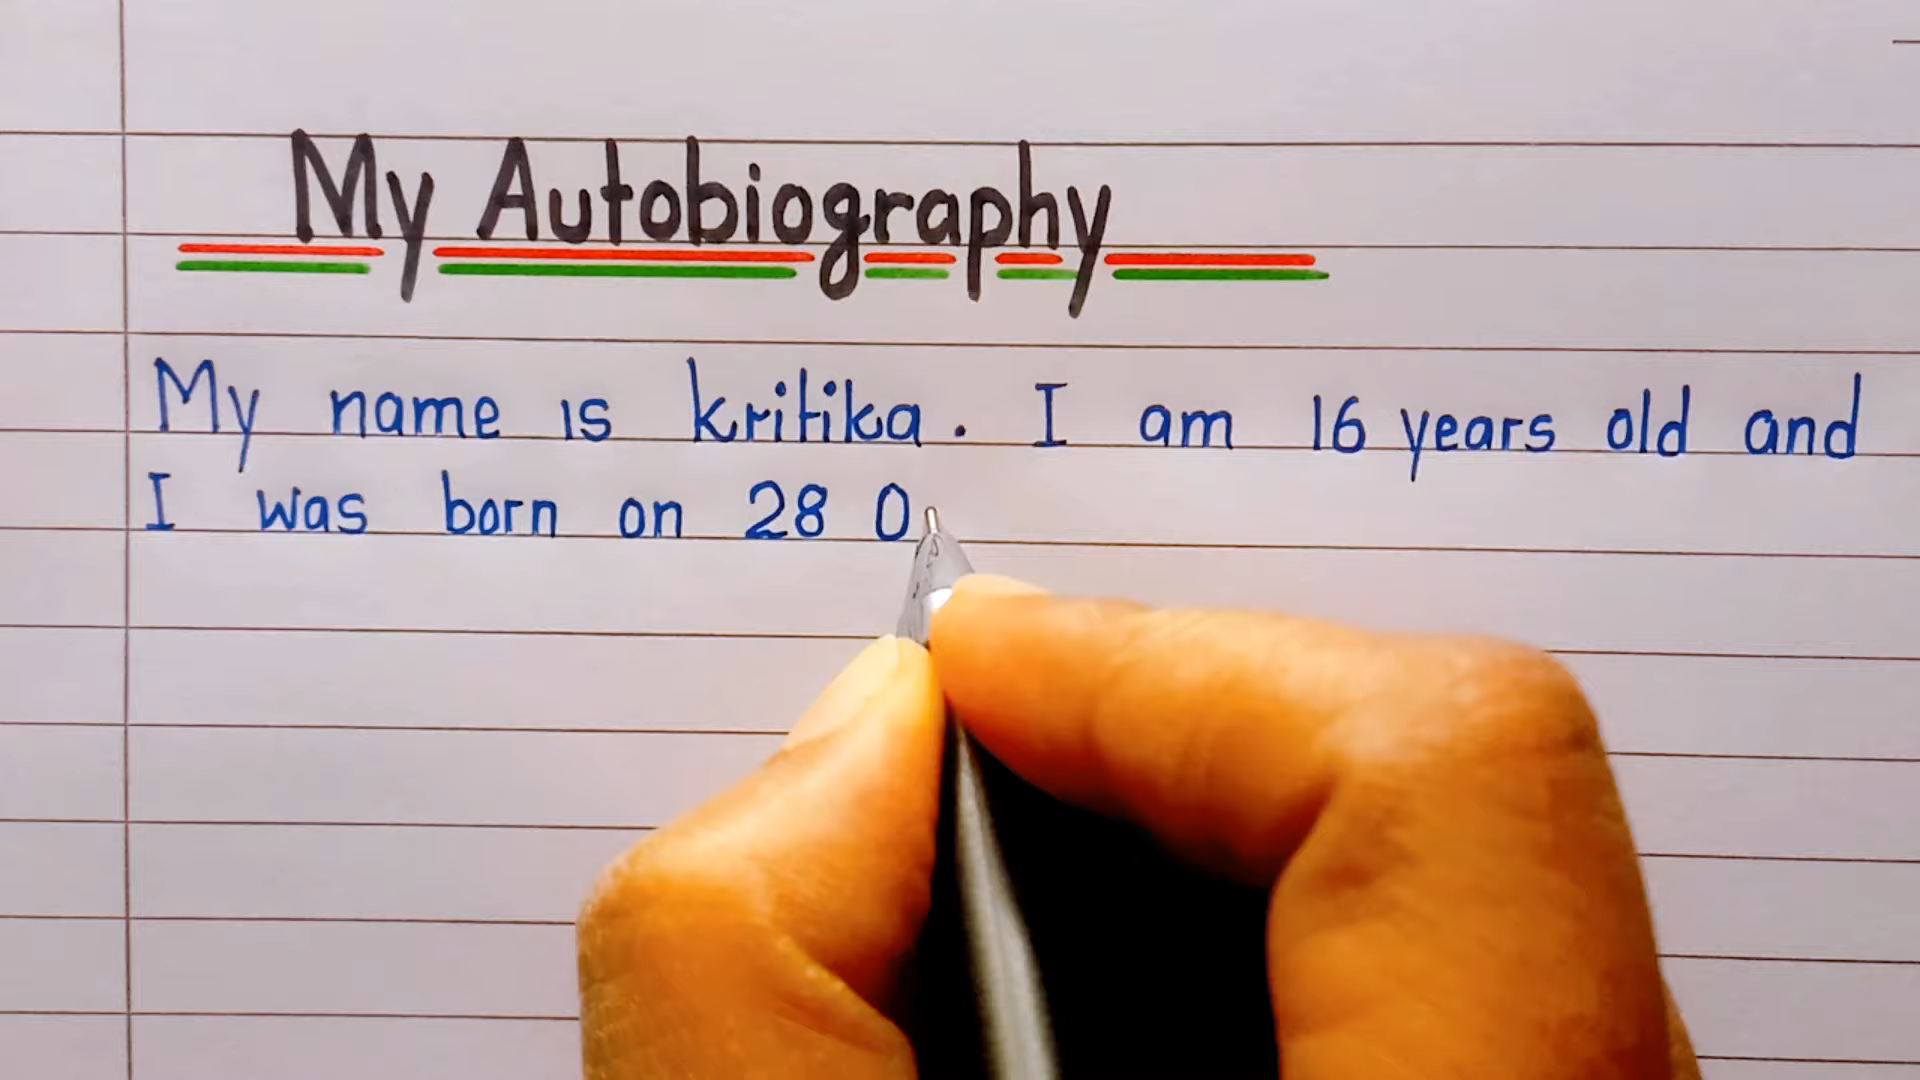 My Autobiography
My name is kritika. I am 16 years old and
I was born on 28 O